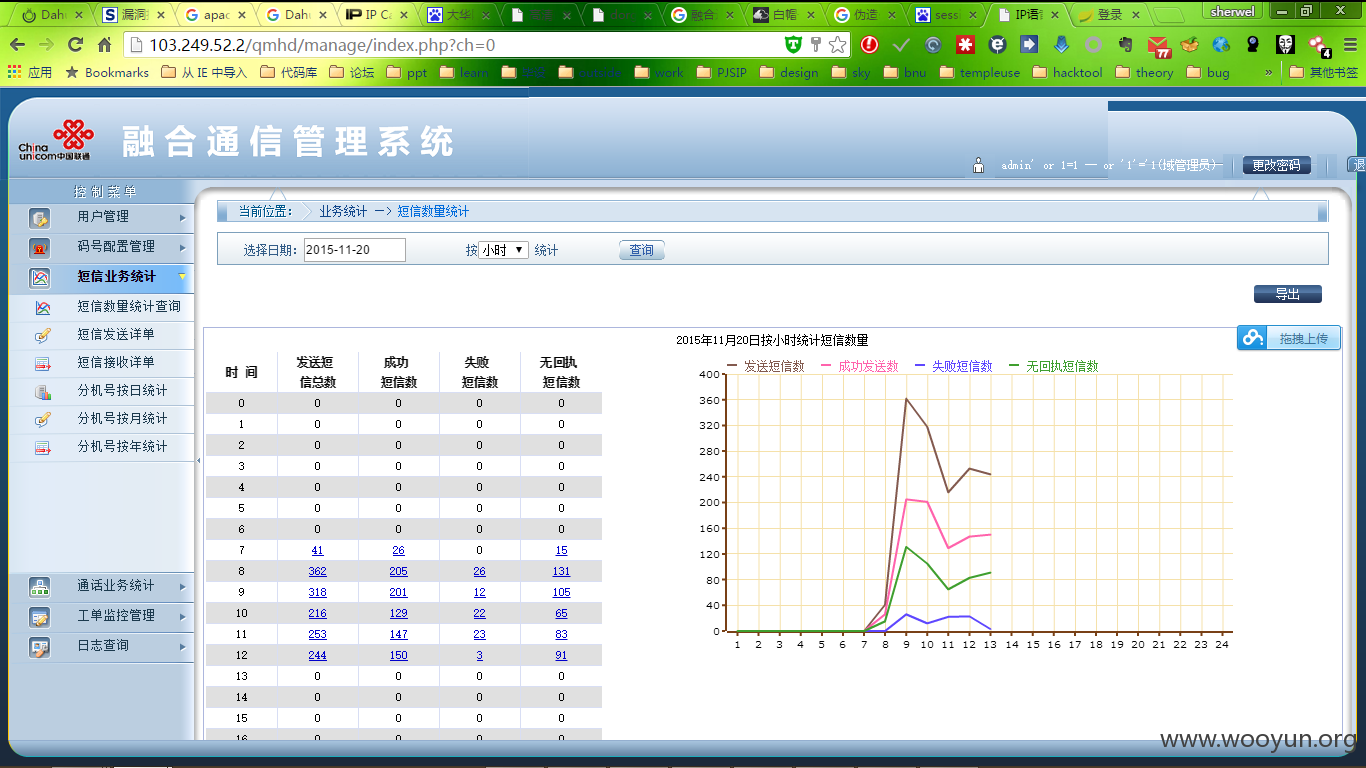 Dahu
漏洞
apac
Dahu
IP Ca
大华
融合
白帽
伪造
sess
IP语音
登录
sherwel
103.249.52.2/qmhd/manage/index.php?ch=0
77
4
应用 Bookmarks 从 IE 中导入 代码库 论坛 ppt learn work PJSIP design sky bnu templeuse hacktool theory bug » 其他书签
China unicom中国联通
融合通信管理系统
admin' or 1=1 -- or '1'='1(域管理员) 更改密码 退
控制菜单
用户管理
码号配置管理
短信业务统计
短信数量统计查询
短信发送详单
短信接收详单
分机号按日统计
分机号按月统计
分机号按年统计
通话业务统计
工单监控管理
日志查询
当前位置： 业务统计 —> 短信数量统计
选择日期: 2015-11-20 按 小时 统计 查询
导出
拖拽上传
时 间 发送短信总数 成功短信数 失败短信数 无回执短信数
0 0 0 0 0
1 0 0 0 0
2 0 0 0 0
3 0 0 0 0
4 0 0 0 0
5 0 0 0 0
6 0 0 0 0
7 41 26 0 15
8 362 205 26 131
9 318 201 12 105
10 216 129 22 65
11 253 147 23 83
12 244 150 3 91
13 0 0 0 0
14 0 0 0 0
15 0 0 0 0
16 0 0 0 0
2015年11月20日按小时统计短信数量
发送短信数 成功发送数 失败短信数 无回执短信数
400
360
320
280
240
200
160
120
80
40
0
1 2 3 4 5 6 7 8 9 10 11 12 13 14 15 16 17 18 19 20 21 22 23 24
www.wooyun.org